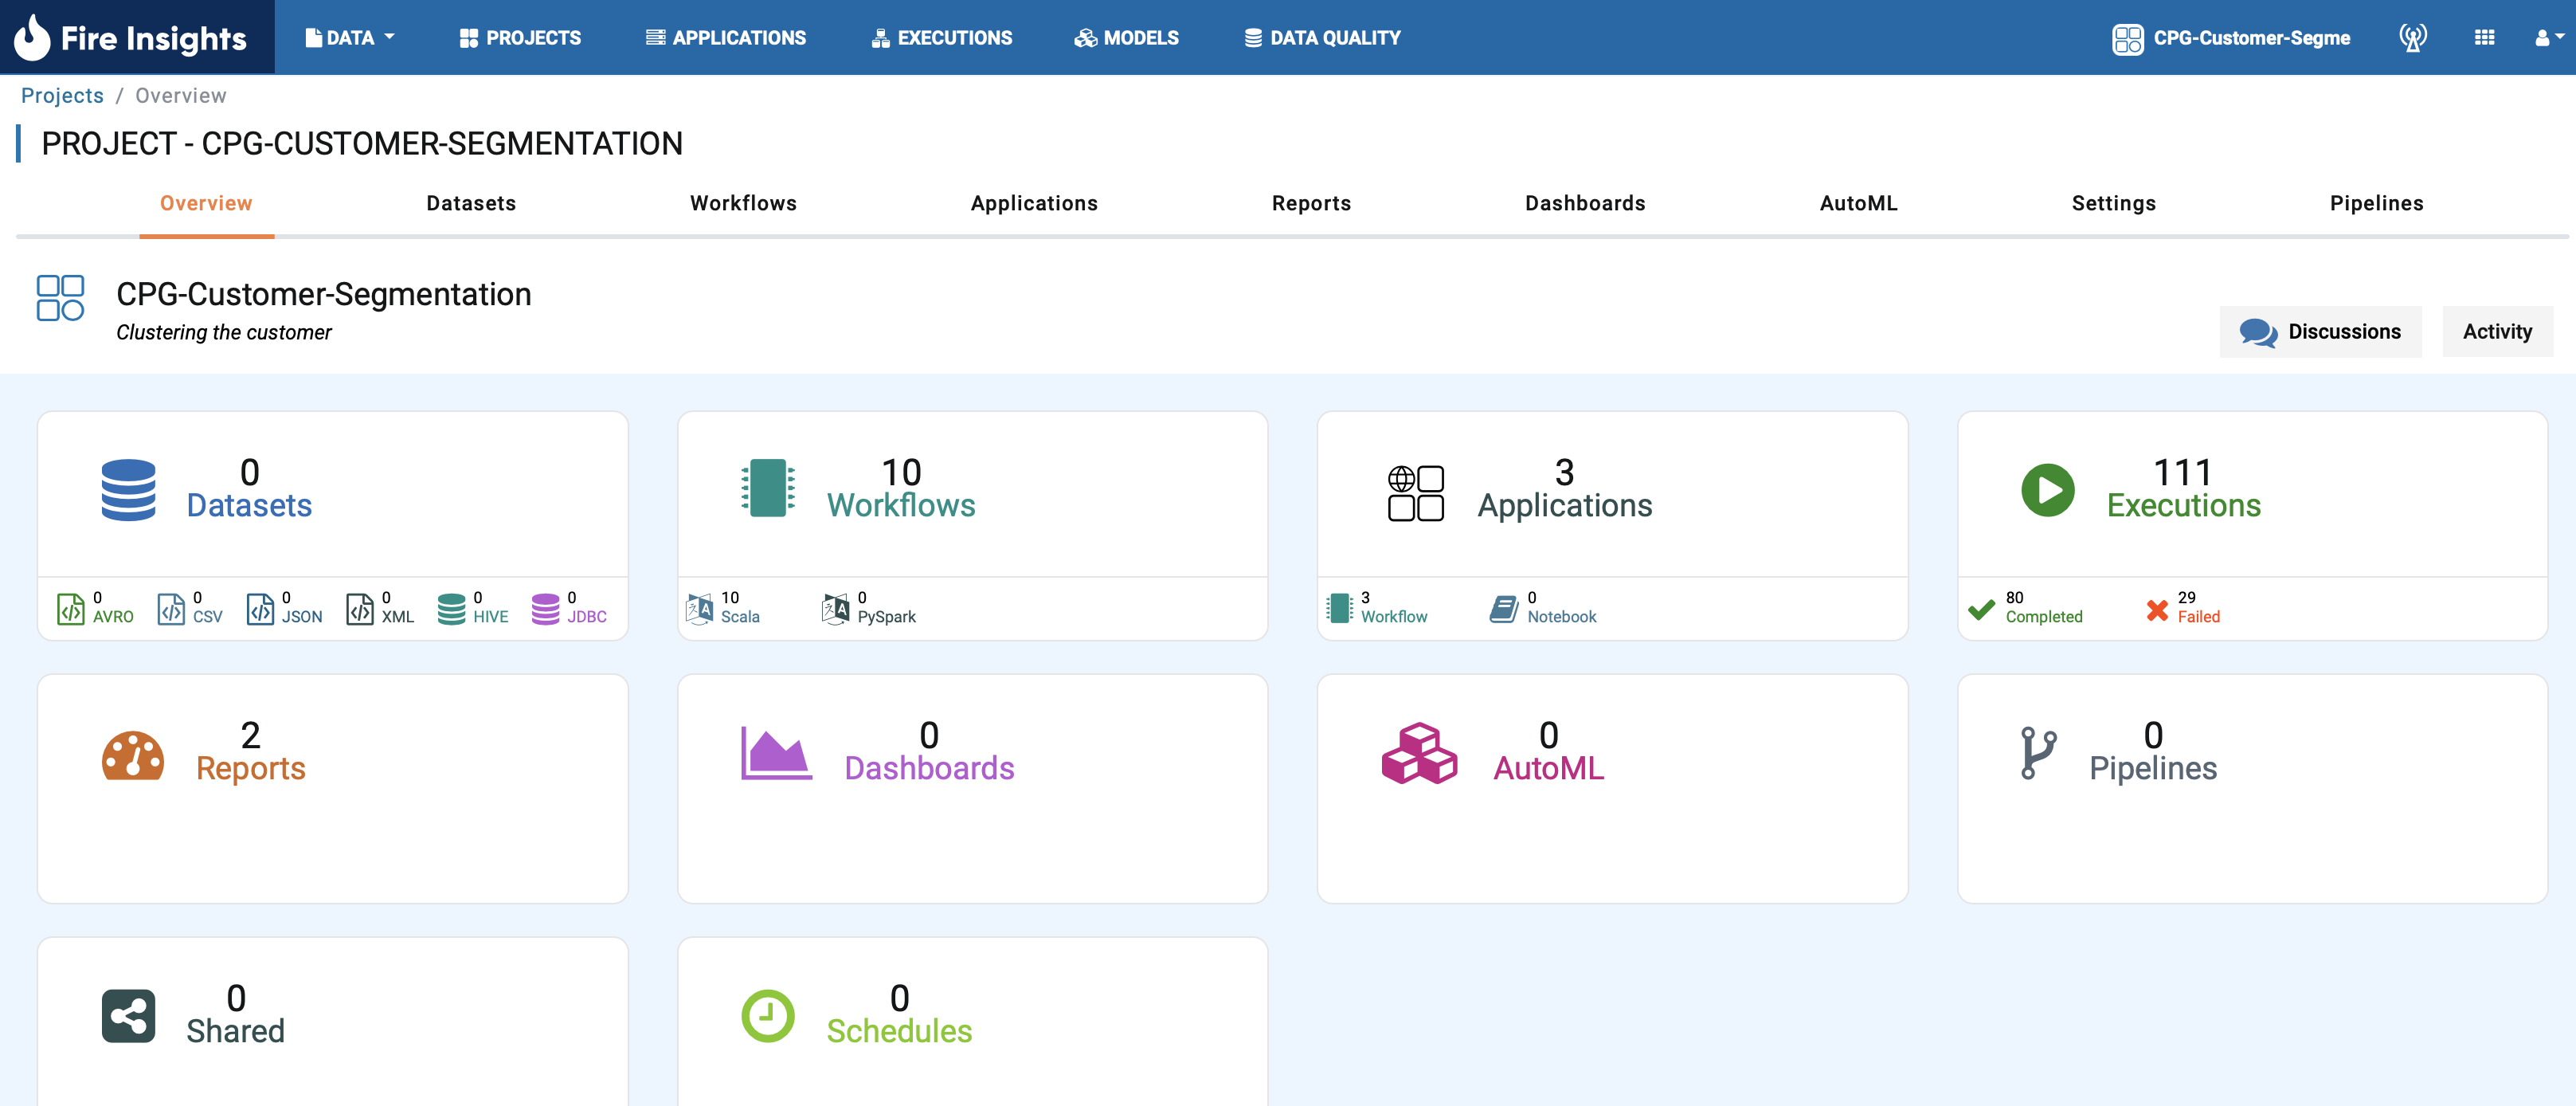 Fire Insights
DATA
PROJECTS
APPLICATIONS
EXECUTIONS
MODELS
DATA QUALITY
CPG-Customer-Segme
Projects / Overview
PROJECT - CPG-CUSTOMER-SEGMENTATION
Overview
Datasets
Workflows
Applications
Reports
Dashboards
AutoML
Settings
Pipelines
CPG-Customer-Segmentation
Clustering the customer
Discussions
Activity
0
Datasets
0
AVRO
0
CSV
0
JSON
0
XML
0
HIVE
0
JDBC
10
Workflows
10
Scala
0
PySpark
3
Applications
3
Workflow
0
Notebook
111
Executions
80
Completed
29
Failed
2
Reports
0
Dashboards
0
AutoML
0
Pipelines
0
Shared
0
Schedules